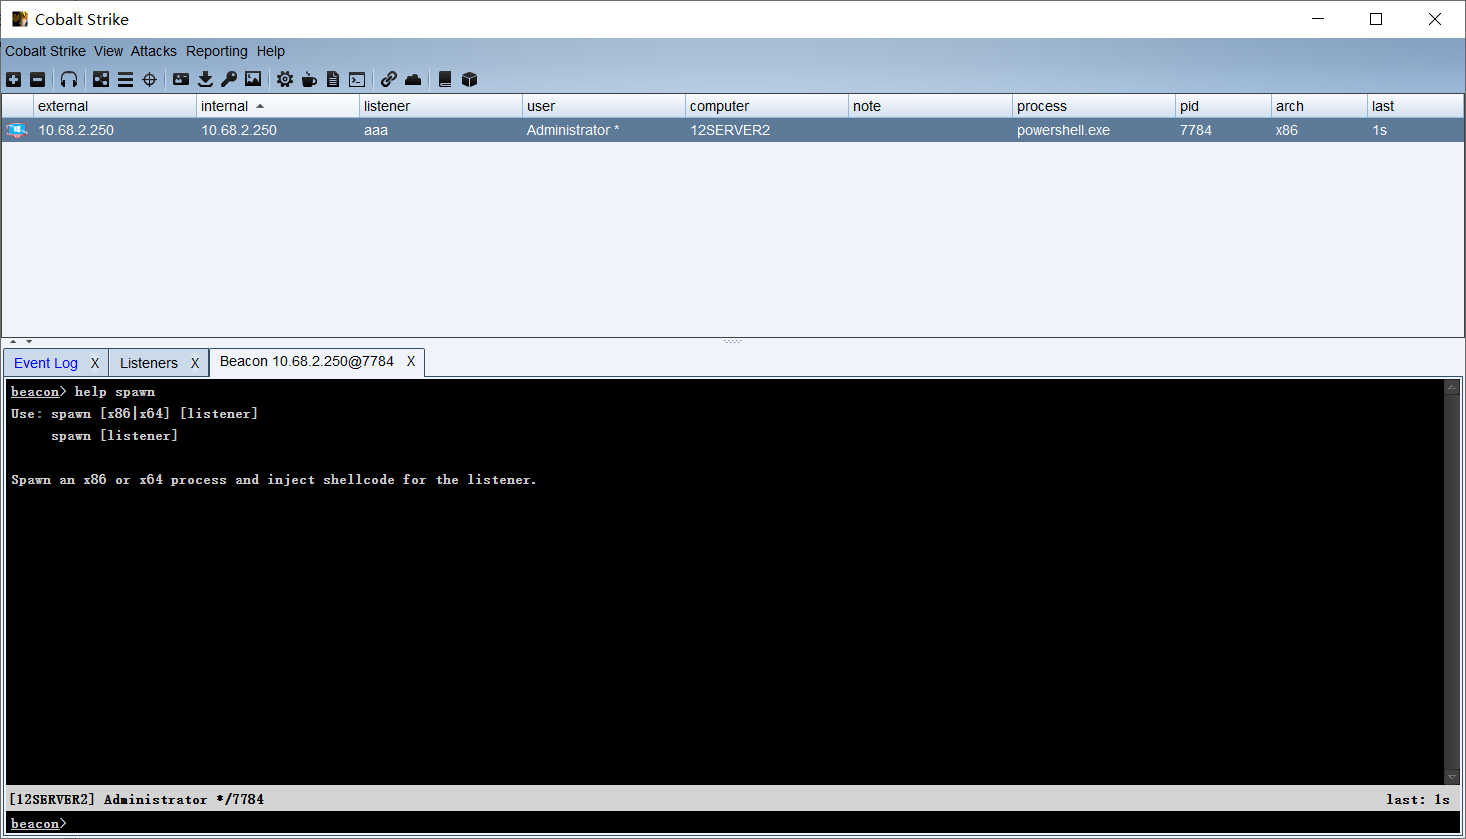 Cobalt Strike
Cobalt Strike View Attacks Reporting Help
external internal listener user computer note process pid arch last
10.68.2.250 10.68.2.250 aaa Administrator * 12SERVER2 powershell.exe 7784 x86 1s
Event Log X Listeners X Beacon 10.68.2.250@7784 X
beacon> help spawn
Use: spawn [x86|x64] [listener]
spawn [listener]
Spawn an x86 or x64 process and inject shellcode for the listener.
[12SERVER2] Administrator */7784 last: 1s
beacon>